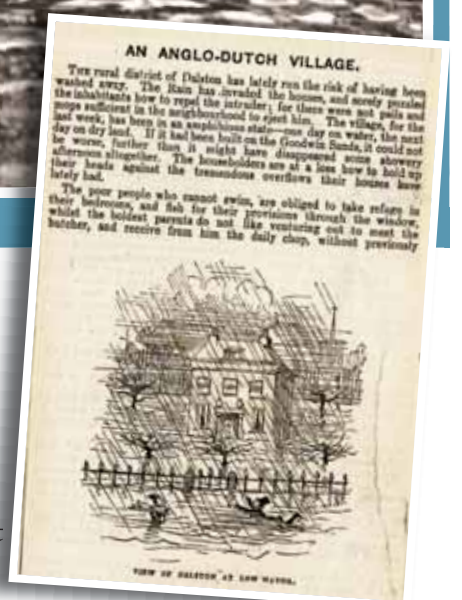 AN ANGLO-DUTCH VILLAGE.
THE rural district of Dalston has lately run the risk of having been
washed away. The Rain has invaded the houses, and sorely puzzled
the inhabitants how to repel the intruder; for there were not pails and
mops sufficient in the neighbourhood to eject him. The village, for the
last week, has been in an amphibious state—one day on water, the next
day on dry land. If it had been built on the Goodwin Sands, it could not
be worse, further than it might have disappeared some showery
afternoon altogether. The householders are at a loss how to hold up
their heads against the tremendous overflows their houses have
lately had.
The poor people who cannot swim, are obliged to take refuge in
their bedrooms, and fish for their provisions through the window,
whilst the boldest parents do not like venturing out to meet the
butcher, and receive from him the daily chop, without previously
VIEW OF DALSTON AT LOW WATER.